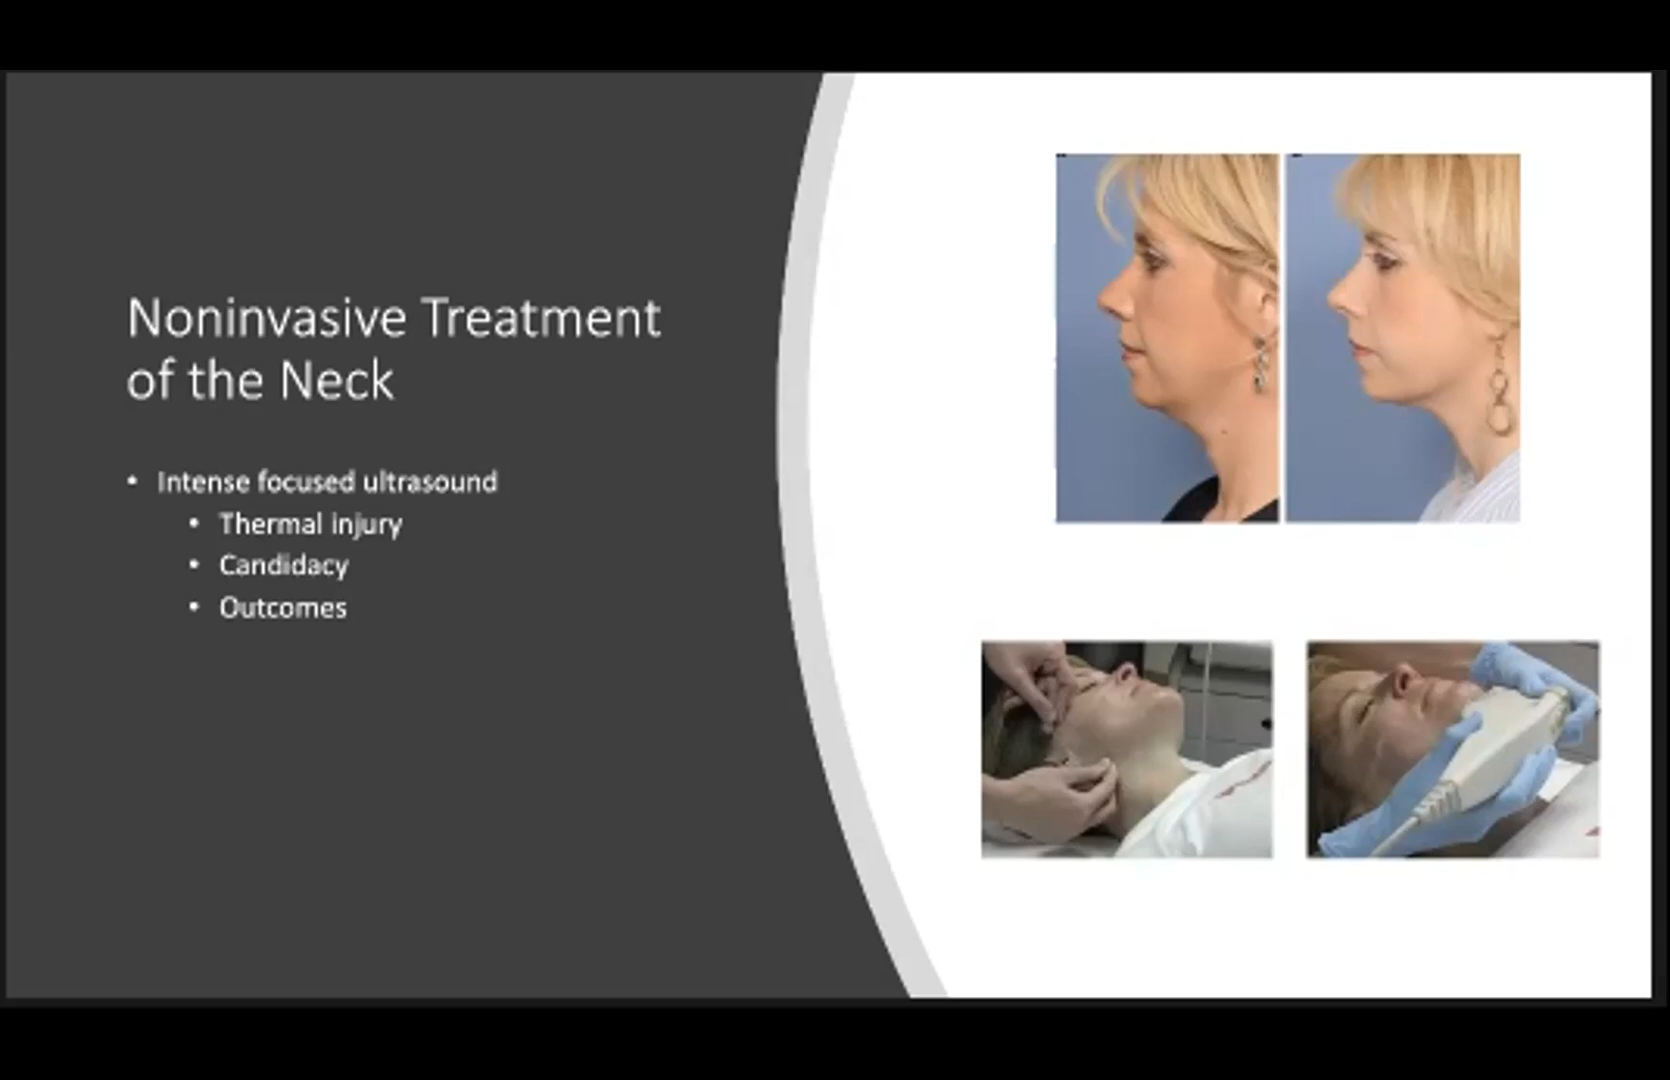 Noninvasive Treatment
of the Neck
• Intense focused ultrasound
• Thermal injury
• Candidacy
• Outcomes